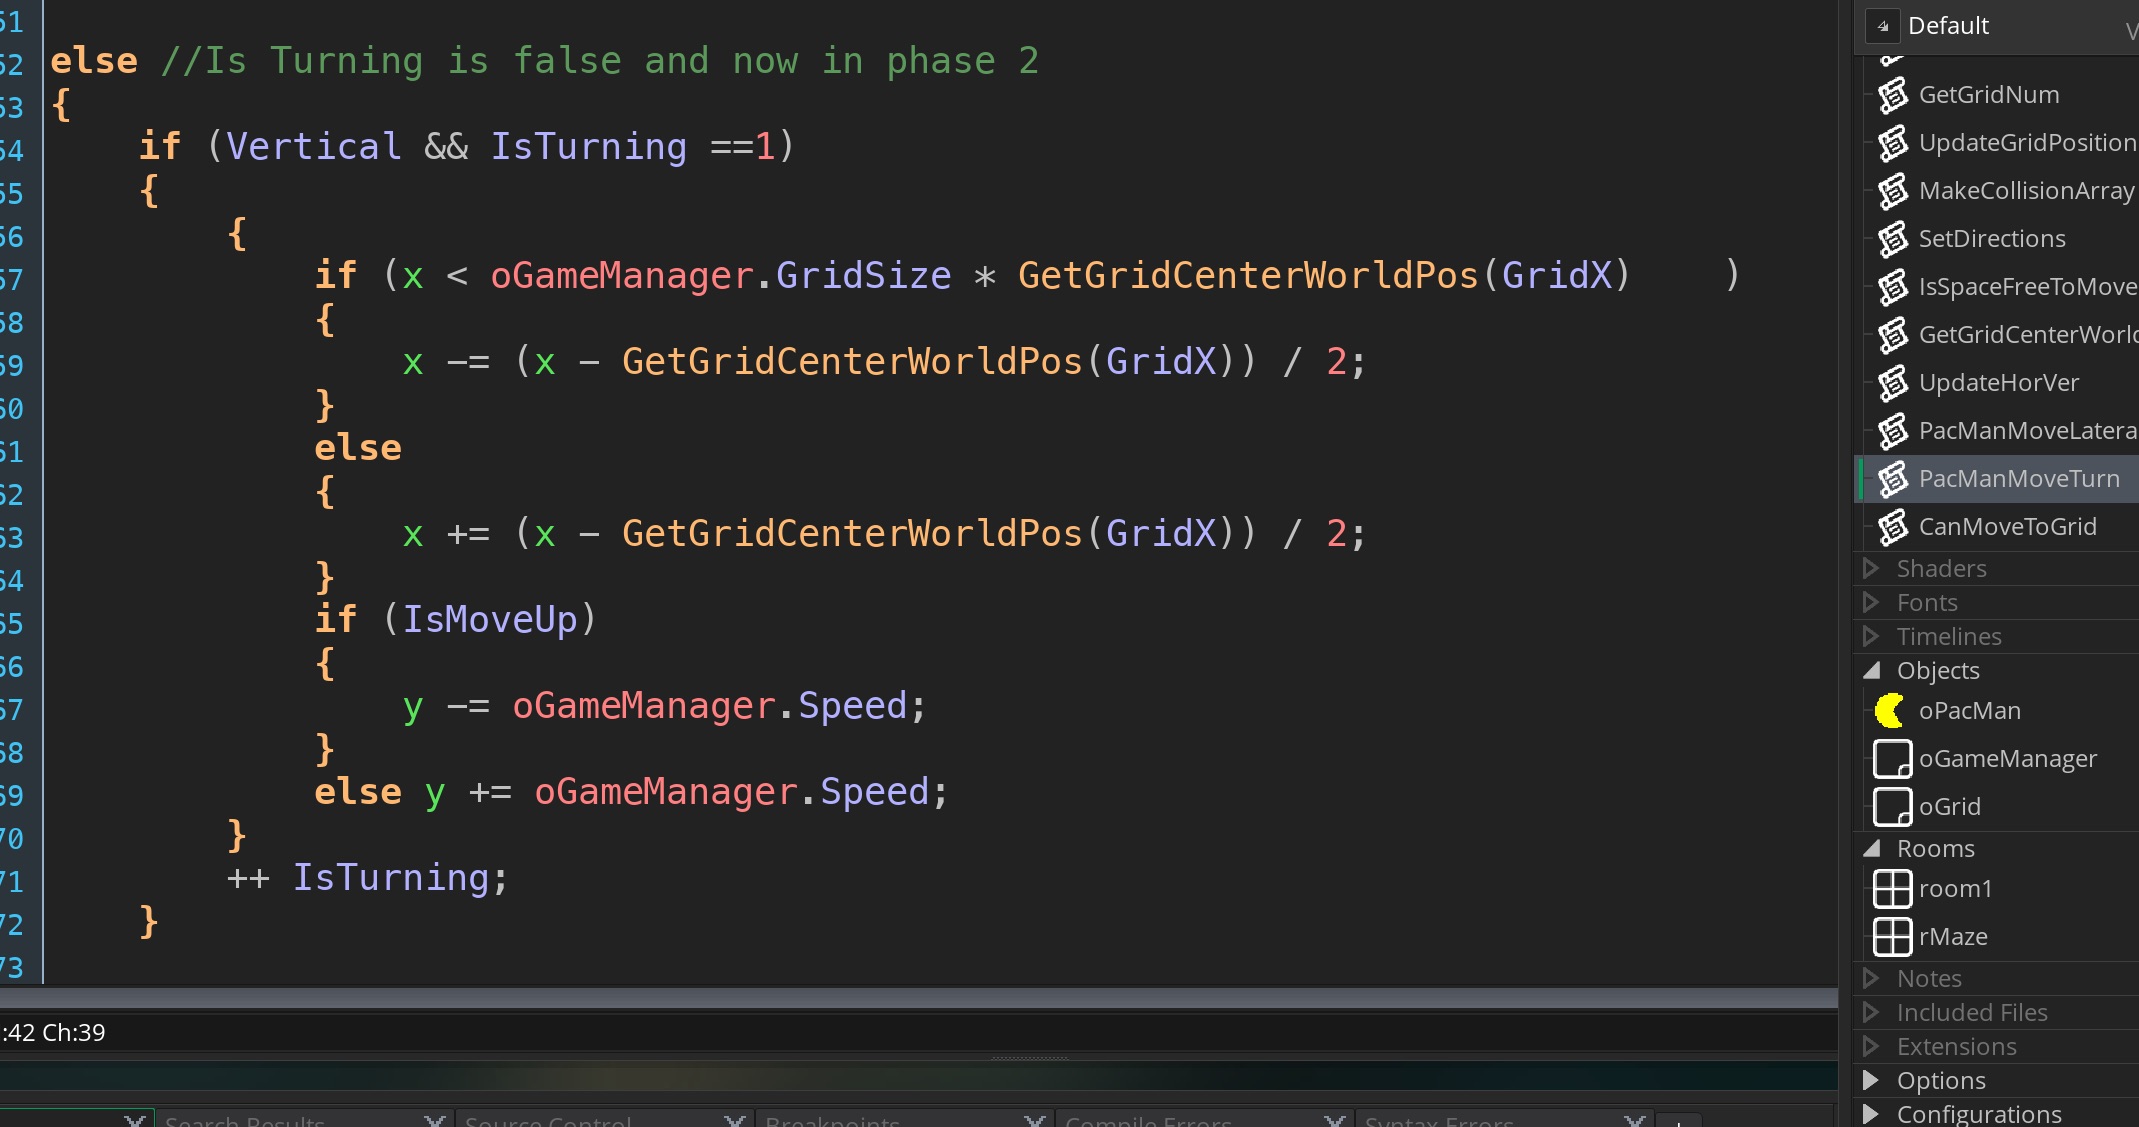 51
52 else //Is Turning is false and now in phase 2
53 {
54 if (Vertical && IsTurning ==1)
55 {
56 {
57 if (x < oGameManager.GridSize * GetGridCenterWorldPos(GridX) )
58 {
59 x -= (x - GetGridCenterWorldPos(GridX)) / 2;
60 }
61 else
62 {
63 x += (x - GetGridCenterWorldPos(GridX)) / 2;
64 }
65 if (IsMoveUp)
66 {
67 y -= oGameManager.Speed;
68 }
69 else y += oGameManager.Speed;
70 }
71 ++ IsTurning;
72 }
73
:42 Ch:39
Search Results
Source Control
Breakpoints
Compile Errors
Syntax Errors
+
Default
GetGridNum
UpdateGridPosition
MakeCollisionArray
SetDirections
IsSpaceFreeToMove
GetGridCenterWorld
UpdateHorVer
PacManMoveLatera
PacManMoveTurn
CanMoveToGrid
Shaders
Fonts
Timelines
Objects
oPacMan
oGameManager
oGrid
Rooms
room1
rMaze
Notes
Included Files
Extensions
Options
Configurations